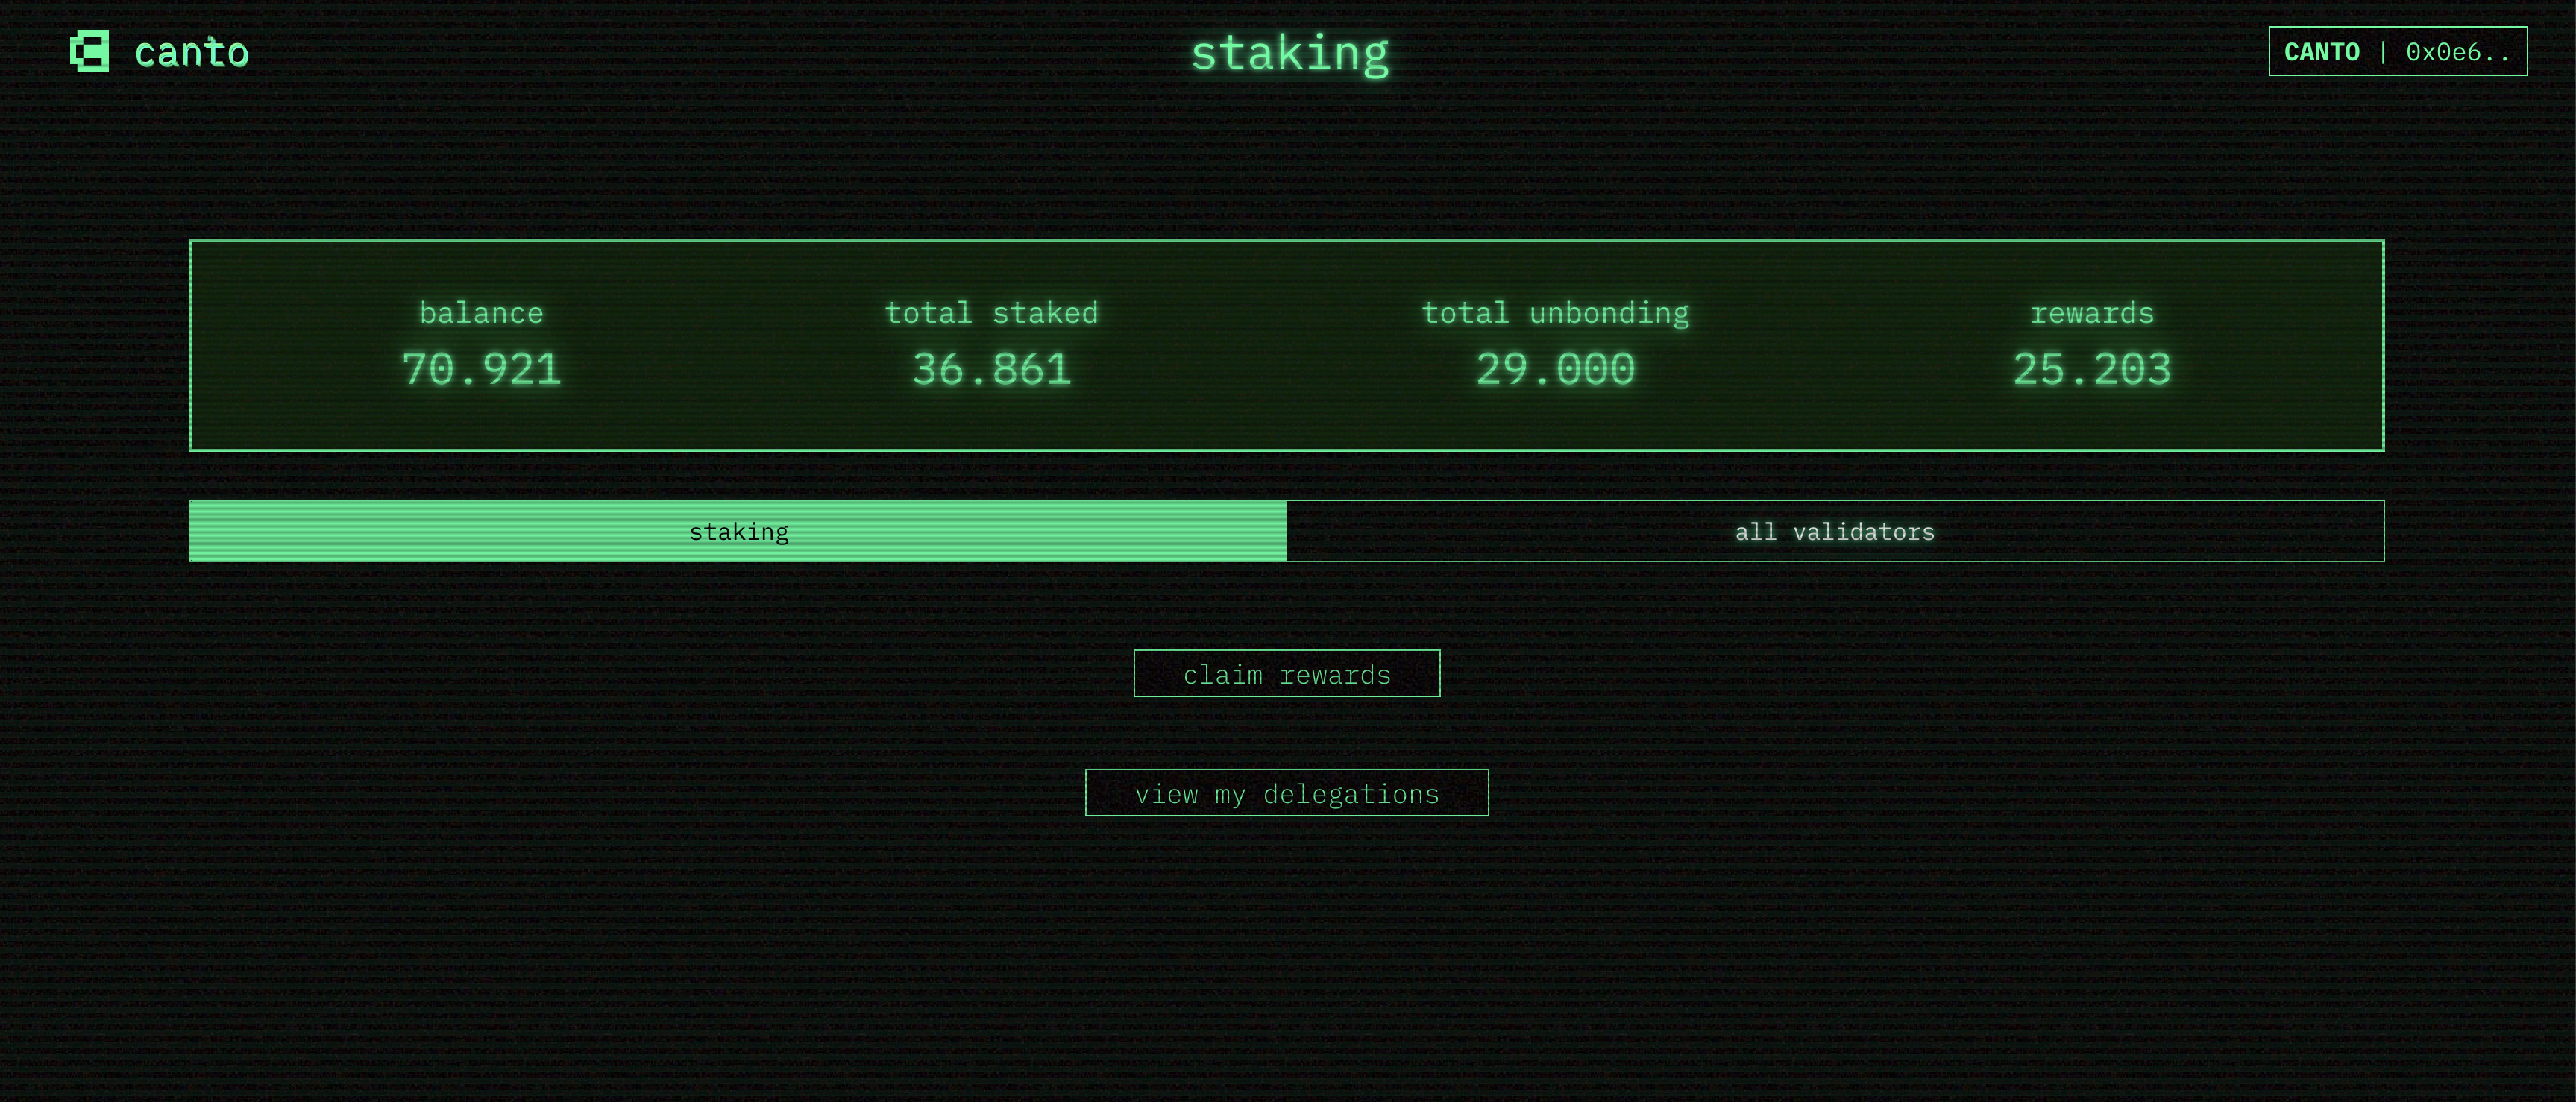 canto
staking
CANTO | 0x0e6..
balance
70.921
total staked
36.861
total unbonding
29.000
rewards
25.203
staking
all validators
claim rewards
view my delegations